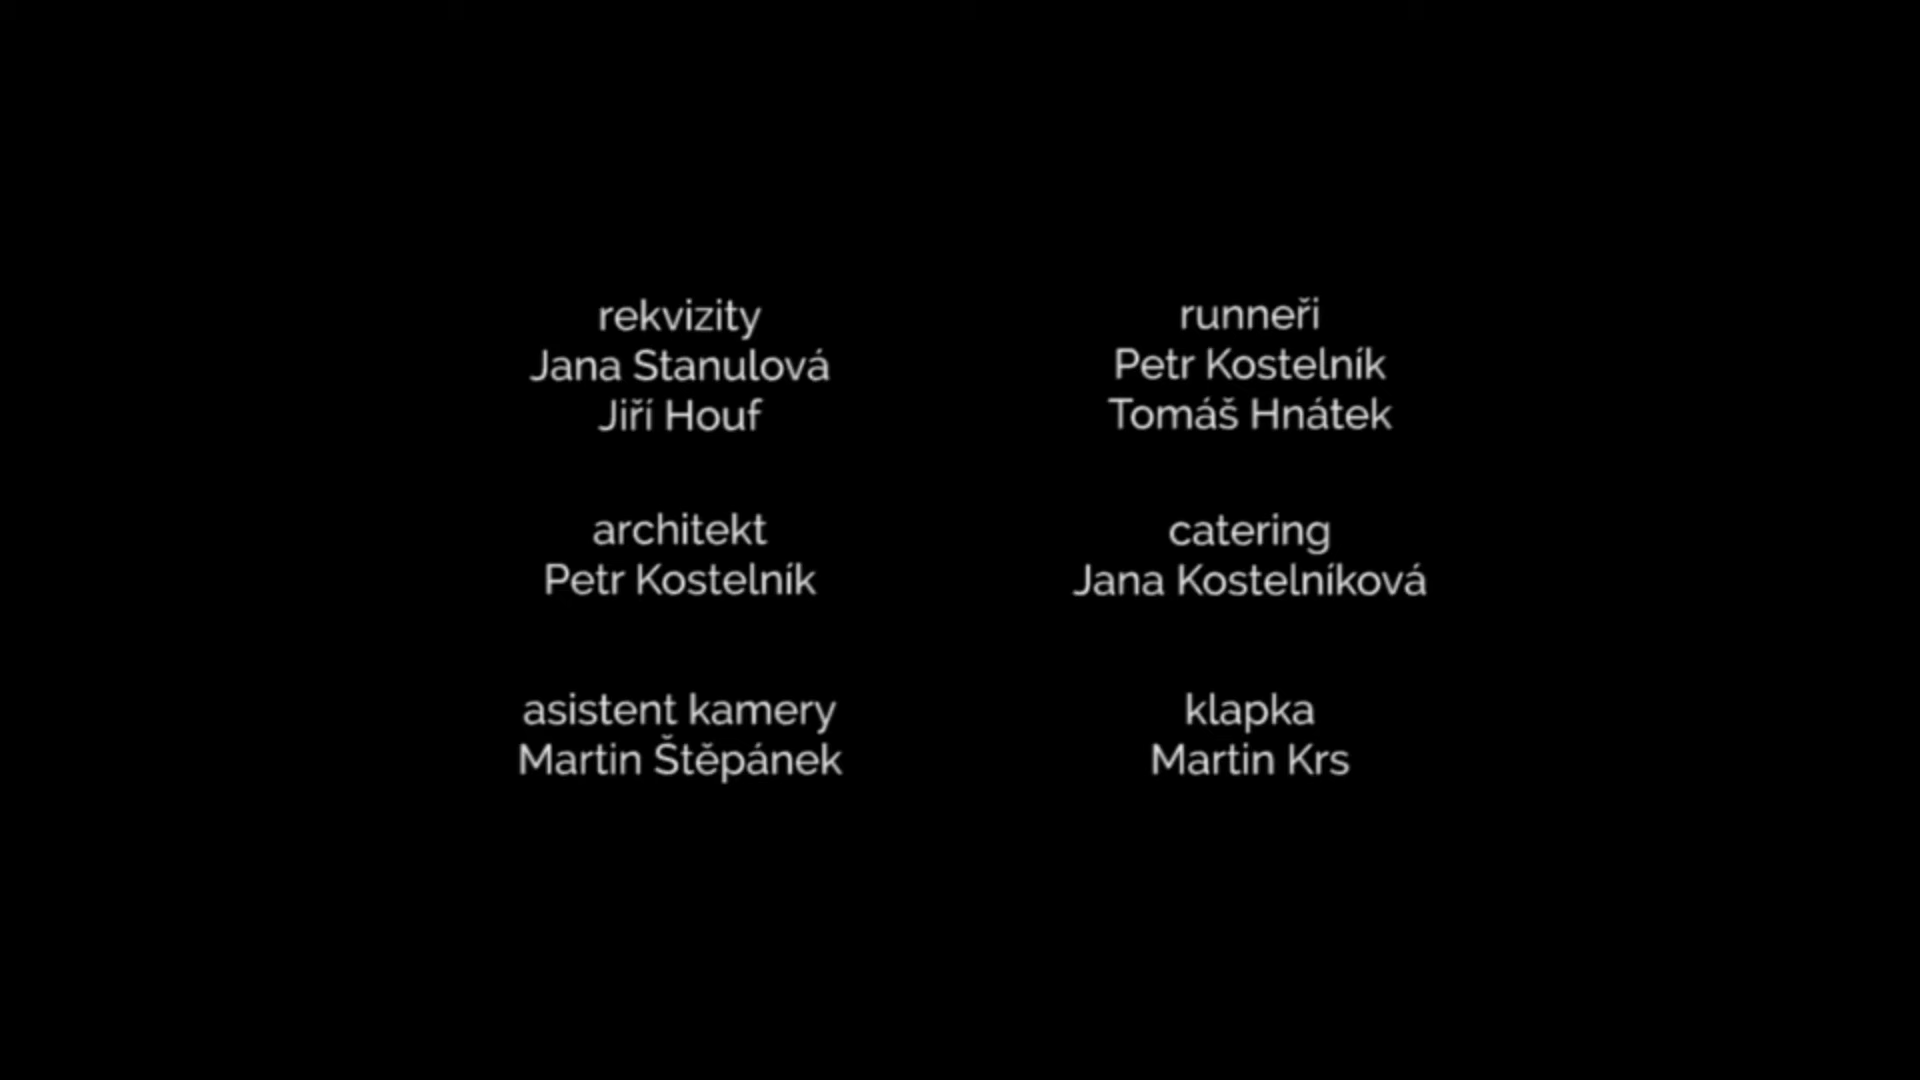 rekvizity
Jana Stanulová
Jiří Houf
architekt
Petr Kostelník
asistent kamery
Martin Štěpánek
runneři
Petr Kostelník
Tomáš Hnátek
catering
Jana Kostelníková
klapka
Martin Krs